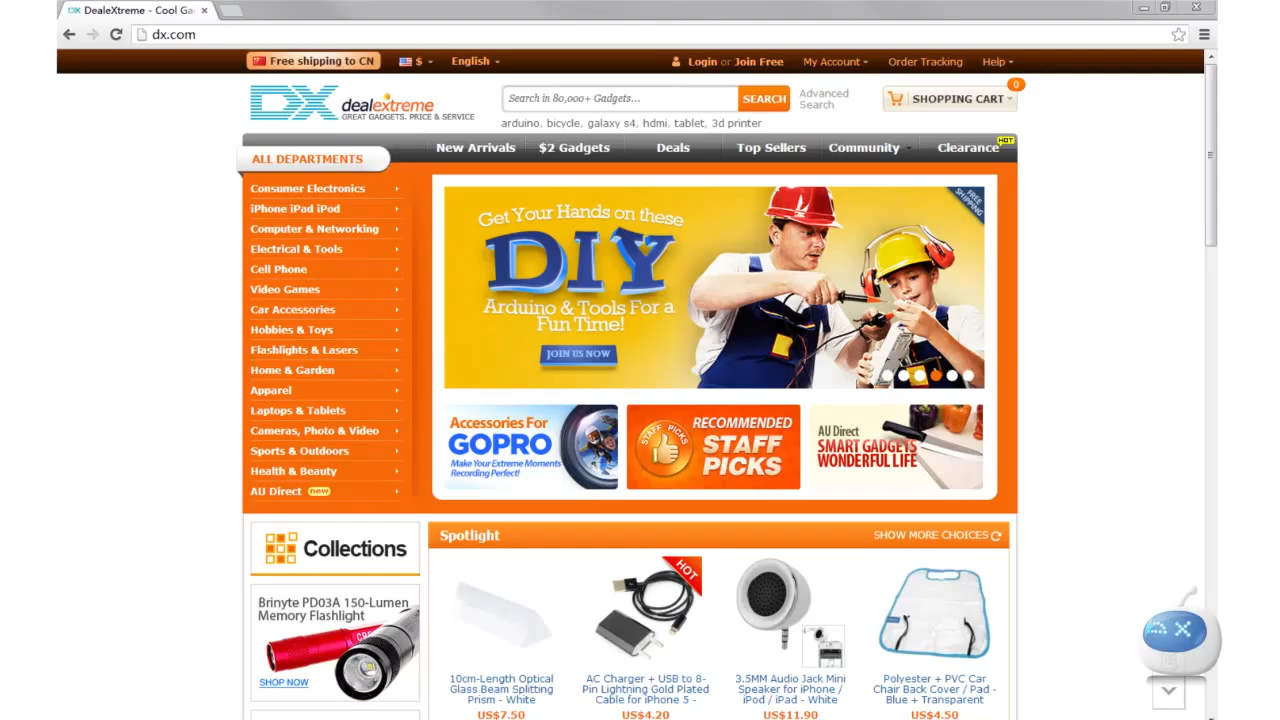 DX DealeXtreme - Cool Ga
dx.com
Free shipping to CN
$
English
Login or Join Free
My Account
Order Tracking
Help
DX dealextreme
GREAT GADGETS. PRICE & SERVICE
Search in 80,000+ Gadgets...
SEARCH
Advanced
Search
0
SHOPPING CART
arduino, bicycle, galaxy s4, hdmi, tablet, 3d printer
ALL DEPARTMENTS
New Arrivals
$2 Gadgets
Deals
Top Sellers
Community
Clearance
HOT
Consumer Electronics
iPhone iPad iPod
Computer & Networking
Electrical & Tools
Cell Phone
Video Games
Car Accessories
Hobbies & Toys
Flashlights & Lasers
Home & Garden
Apparel
Laptops & Tablets
Cameras, Photo & Video
Sports & Outdoors
Health & Beauty
AU Direct new
FREE
SHIPPING
Get Your Hands on these
DIY
Arduino & Tools For a
Fun Time!
JOIN US NOW
Accessories For
GOPRO
Make Your Extreme Moments
Recording Perfect!
STAFF PICKS
RECOMMENDED
STAFF
PICKS
AU Direct
SMART GADGETS
WONDERFUL LIFE
Collections
Brinyte PD03A 150-Lumen
Memory Flashlight
SHOP NOW
Spotlight
SHOW MORE CHOICES
10cm-Length Optical
Glass Beam Splitting
Prism - White
US$7.50
HOT
AC Charger + USB to 8-
Pin Lightning Gold Plated
Cable for iPhone 5 -
US$4.20
3.5MM Audio Jack Mini
Speaker for iPhone /
iPod / iPad - White
US$11.90
Polyester + PVC Car
Chair Back Cover / Pad -
Blue + Transparent
US$4.50